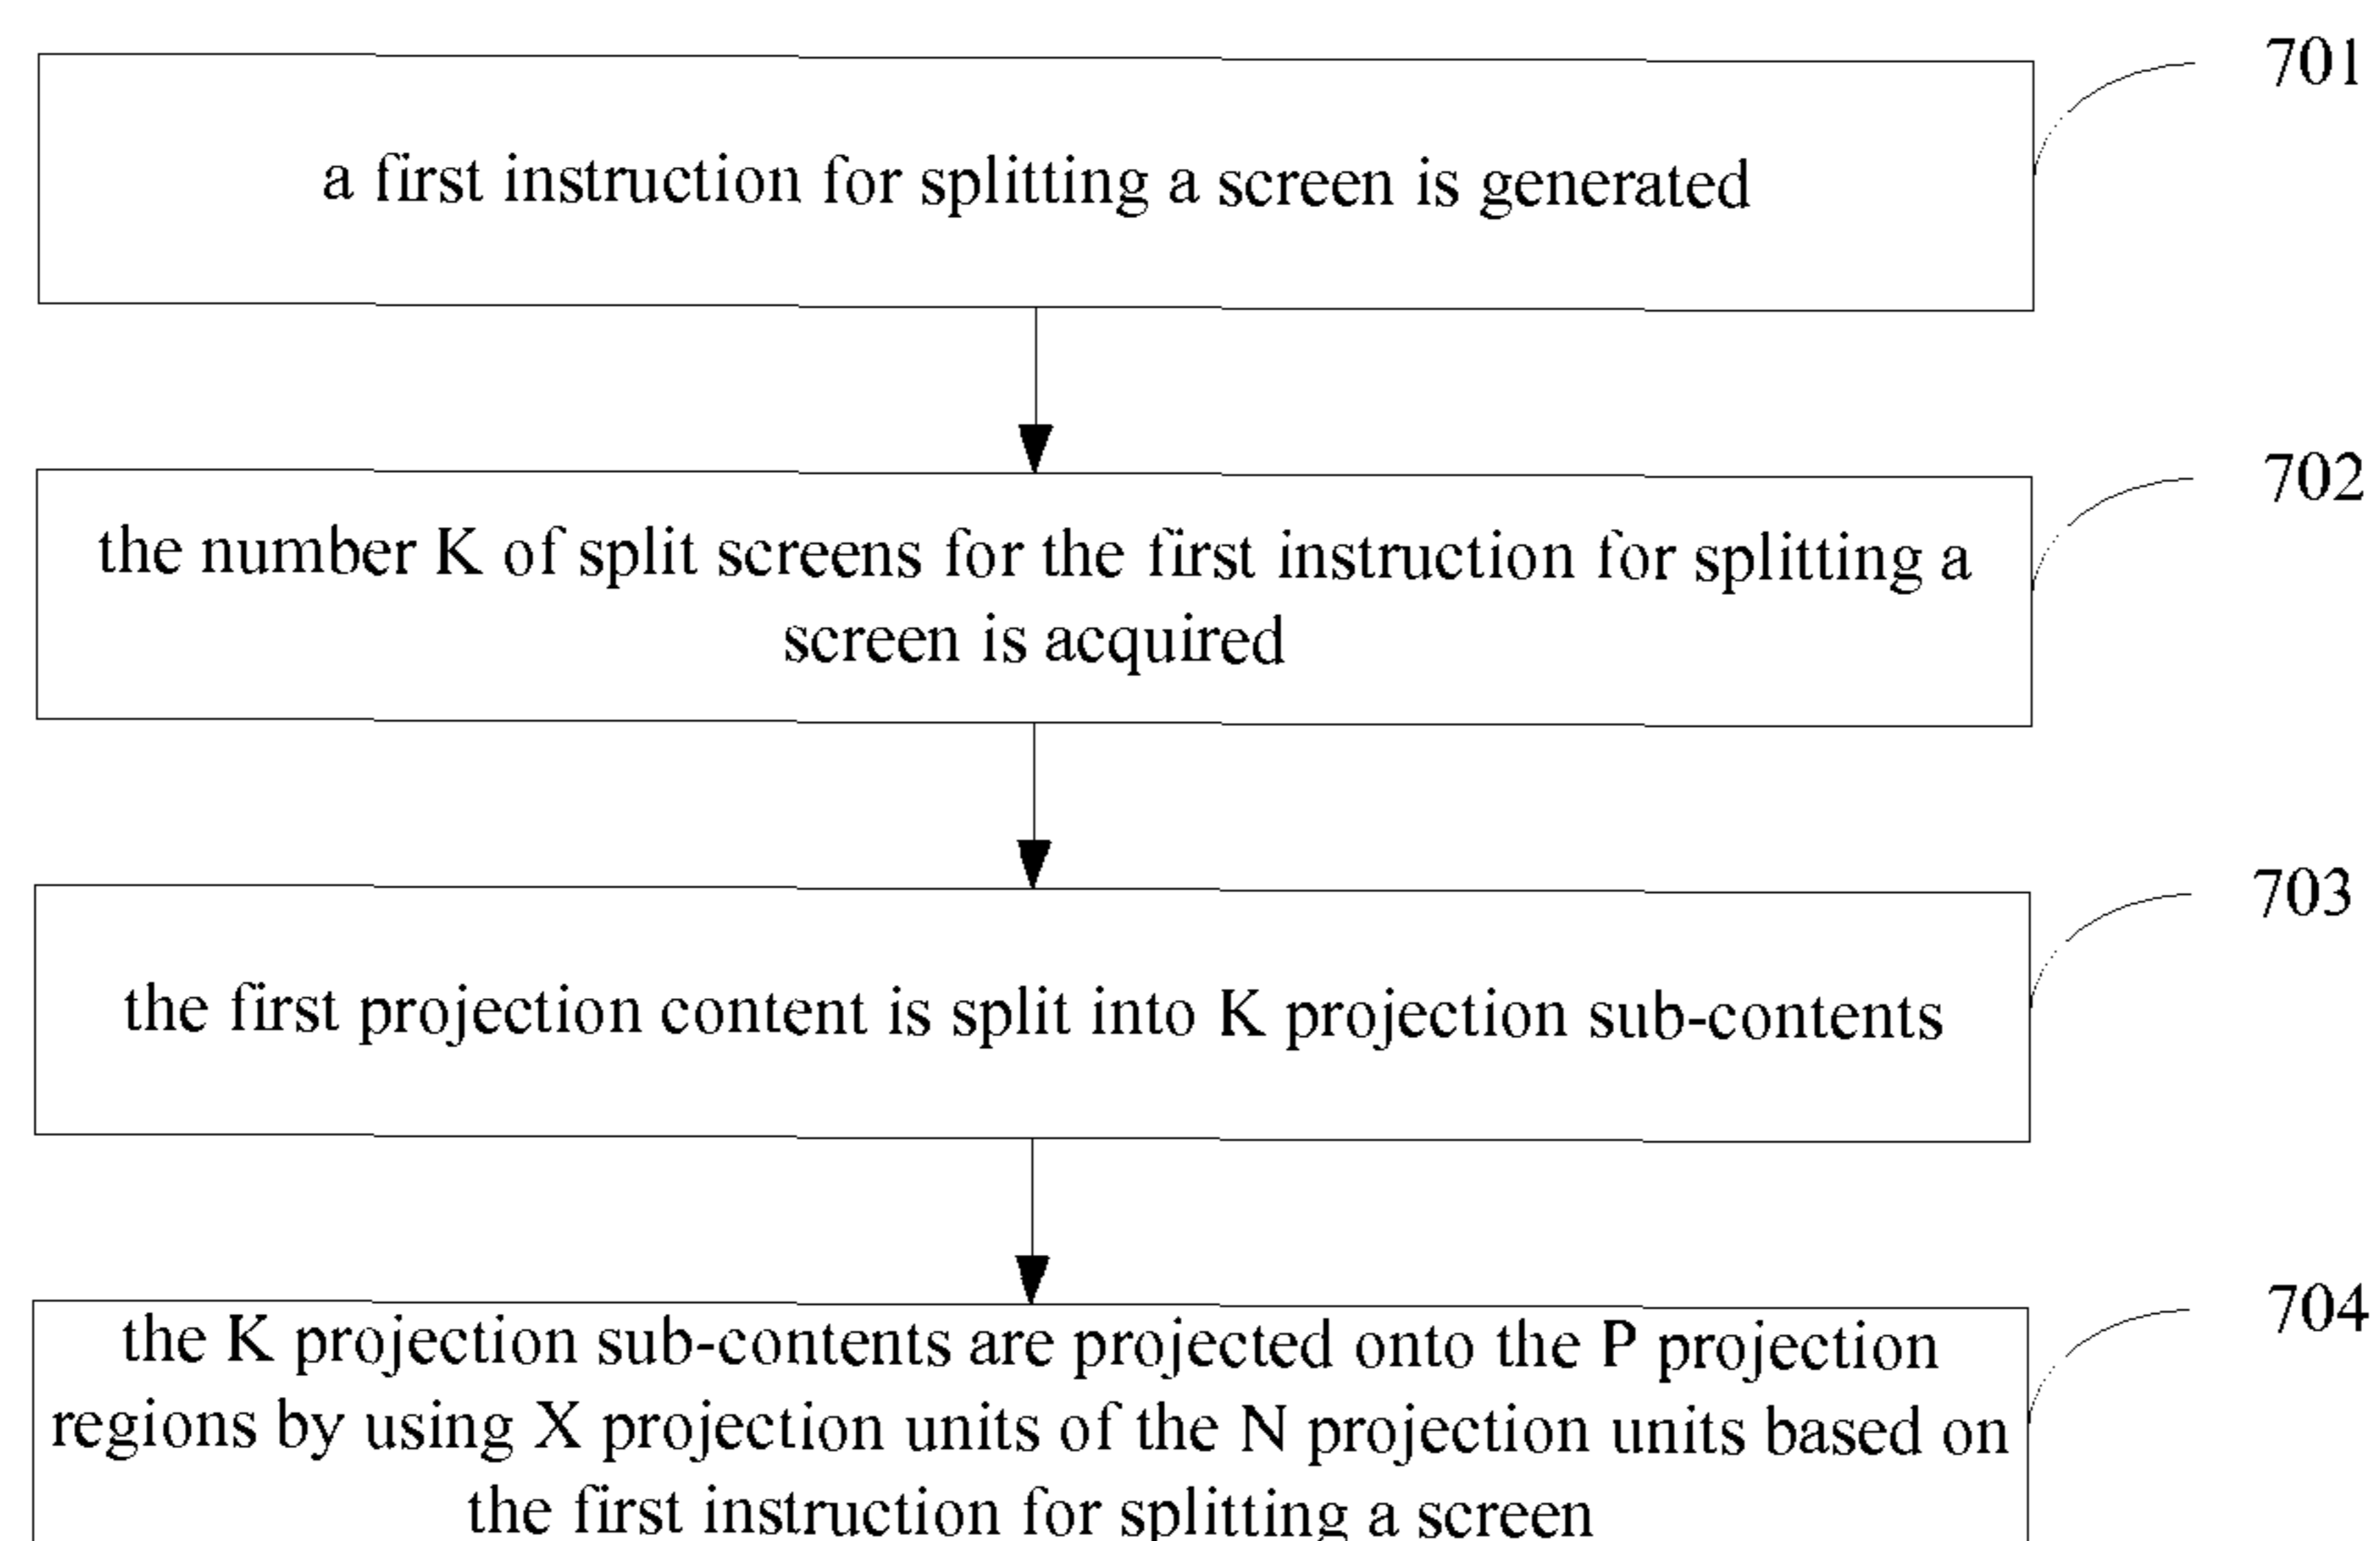 701
a first instruction for splitting a screen is generated
702
the number K of split screens for the first instruction for splitting a
screen is acquired
703
the first projection content is split into K projection sub-contents
704
the K projection sub-contents are projected onto the P projection
regions by using X projection units of the N projection units based on
the first instruction for splitting a screen